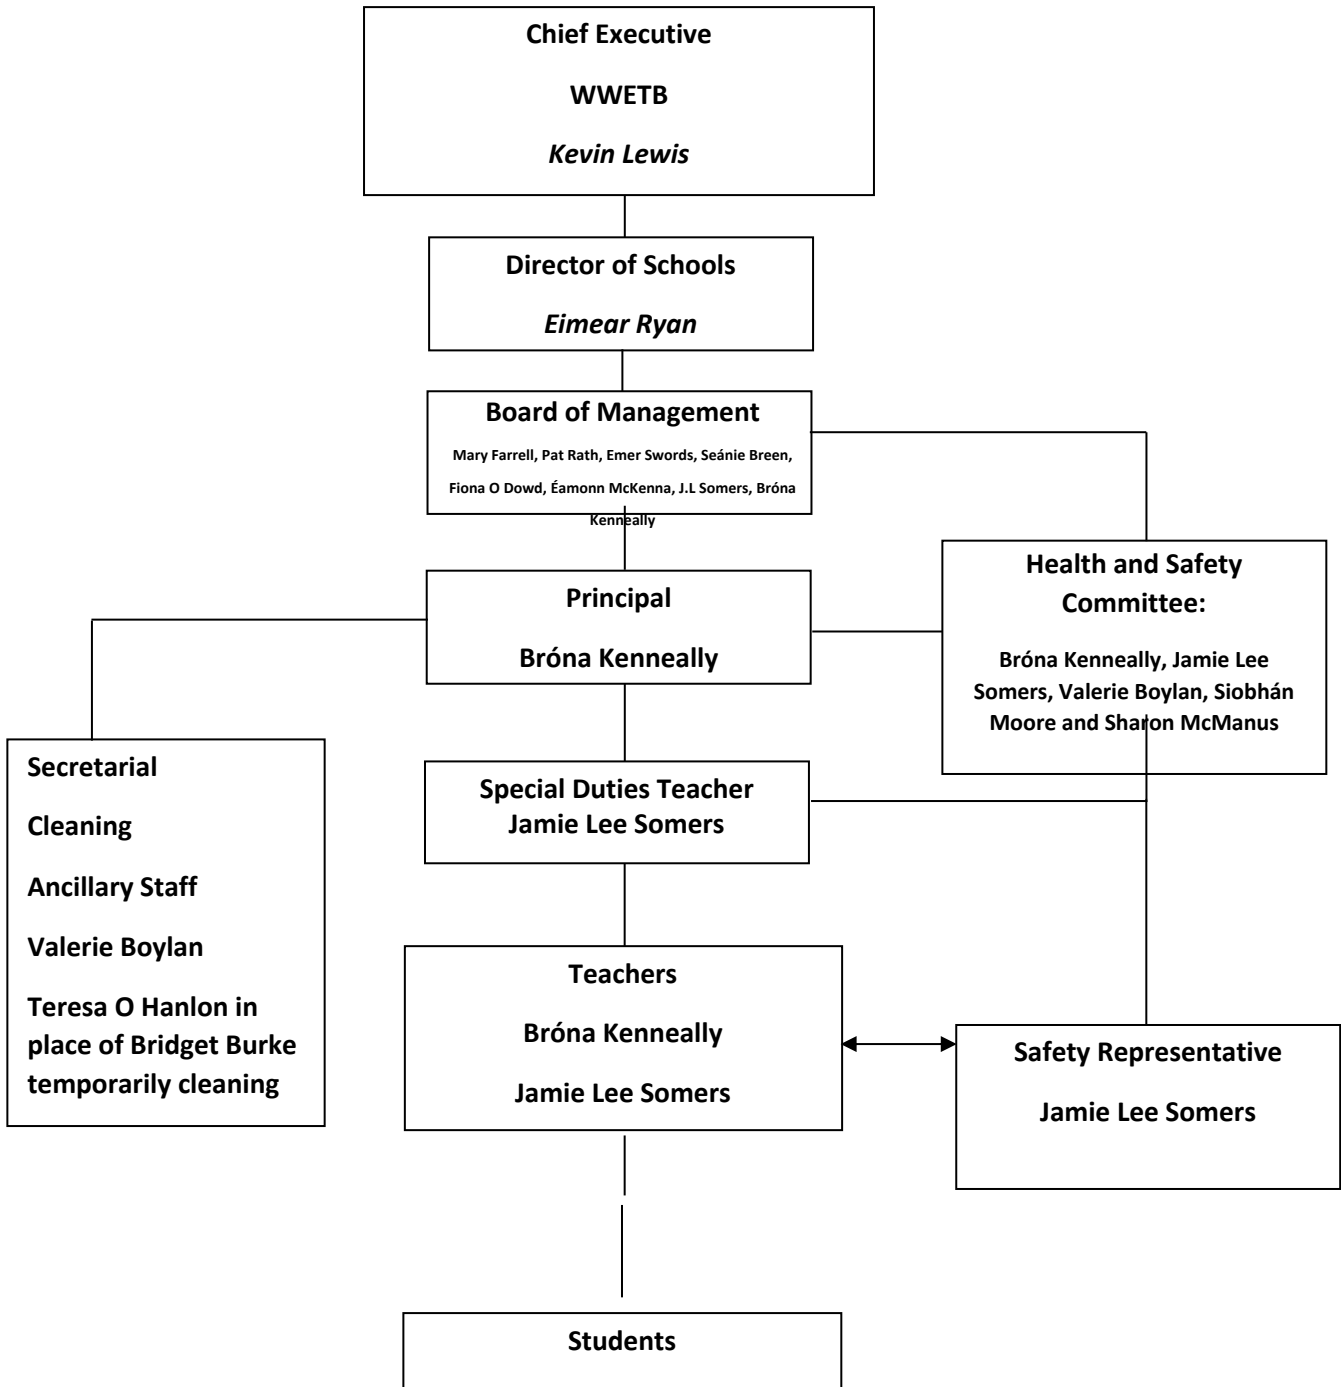 Chief Executive
WWETB
Kevin Lewis
Director of Schools
Eimear Ryan
Board of Management
Mary Farrell, Pat Rath, Emer Swords, Seánie Breen,
Fiona O Dowd, Éamonn McKenna, J.L Somers, Bróna
Kenneally
Principal
Bróna Kenneally
Health and Safety
Committee:
Bróna Kenneally, Jamie Lee
Somers, Valerie Boylan, Siobhán
Moore and Sharon McManus
Secretarial
Cleaning
Ancillary Staff
Valerie Boylan
Teresa O Hanlon in
place of Bridget Burke
temporarily cleaning
Special Duties Teacher
Jamie Lee Somers
Teachers
Bróna Kenneally
Jamie Lee Somers
Safety Representative
Jamie Lee Somers
Students